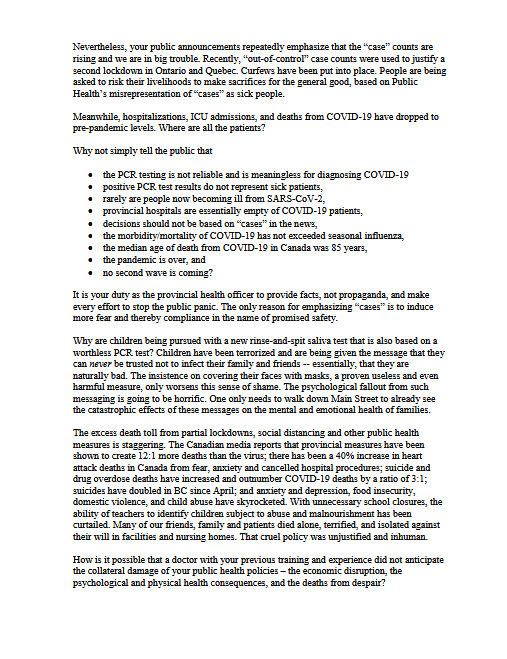 Nevertheless, your public announcements repeatedly emphasize that the “case” counts are
rising and we are in big trouble. Recently, “out-of-control” case counts were used to justify a
second lockdown in Ontario and Quebec. Curfews have been put into place. People are being
asked to risk their livelihoods to make sacrifices for the general good, based on Public
Health’s misrepresentation of “cases” as sick people.
Meanwhile, hospitalizations, ICU admissions, and deaths from COVID-19 have dropped to
pre-pandemic levels. Where are all the patients?
Why not simply tell the public that
• the PCR testing is not reliable and is meaningless for diagnosing COVID-19
• positive PCR test results do not represent sick patients,
• rarely are people now becoming ill from SARS-CoV-2,
• provincial hospitals are essentially empty of COVID-19 patients,
• decisions should not be based on “cases” in the news,
• the morbidity/mortality of COVID-19 has not exceeded seasonal influenza,
• the median age of death from COVID-19 in Canada was 85 years,
• the pandemic is over, and
• no second wave is coming?
It is your duty as the provincial health officer to provide facts, not propaganda, and make
every effort to stop the public panic. The only reason for emphasizing “cases” is to induce
more fear and thereby compliance in the name of promised safety.
Why are children being pursued with a new rinse-and-spit saliva test that is also based on a
worthless PCR test? Children have been terrorized and are being given the message that they
can never be trusted not to infect their family and friends -- essentially, that they are
naturally bad. The insistence on covering their faces with masks, a proven useless and even
harmful measure, only worsens this sense of shame. The psychological fallout from such
messaging is going to be horrific. One only needs to walk down Main Street to already see
the catastrophic effects of these messages on the mental and emotional health of families.
The excess death toll from partial lockdowns, social distancing and other public health
measures is staggering. The Canadian media reports that provincial measures have been
shown to create 12:1 more deaths than the virus; there has been a 40% increase in heart
attack deaths in Canada from fear, anxiety and cancelled hospital procedures; suicide and
drug overdose deaths have increased and outnumber COVID-19 deaths by a ratio of 3:1;
suicides have doubled in BC since April; and anxiety and depression, food insecurity,
domestic violence, and child abuse have skyrocketed. With unnecessary school closures, the
ability of teachers to identify children subject to abuse and malnourishment has been
curtailed. Many of our friends, family and patients died alone, terrified, and isolated against
their will in facilities and nursing homes. That cruel policy was unjustified and inhuman.
How is it possible that a doctor with your previous training and experience did not anticipate
the collateral damage of your public health policies – the economic disruption, the
psychological and physical health consequences, and the deaths from despair?